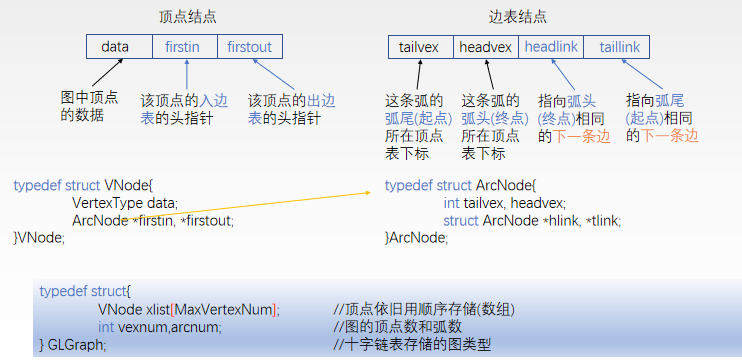 顶点结点
边表结点
data firstin firstout
tailvex headvex headlink taillink
图中顶点
的数据
该顶点的入边
表的头指针
该顶点的出边
表的头指针
这条弧的
弧尾(起点)
所在顶点
表下标
这条弧的
弧头(终点)
所在顶点
表下标
指向弧头
(终点)相同
的下一条边
指向弧尾
(起点)相同
的下一条边
typedef struct VNode{
VertexType data;
ArcNode *firstin, *firstout;
}VNode;
typedef struct ArcNode{
int tailvex, headvex;
struct ArcNode *hlink, *tlink;
}ArcNode;
typedef struct{
VNode xlist[MaxVertexNum]; //顶点依旧用顺序存储(数组)
int vexnum,arcnum; //图的顶点数和弧数
} GLGraph; //十字链表存储的图类型